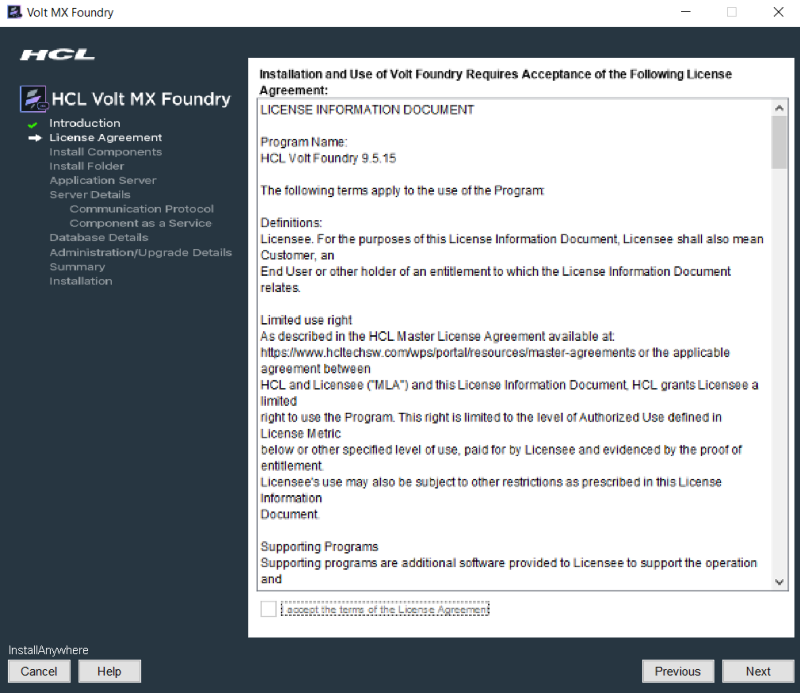 Volt MX Foundry
HCL
HCL Volt MX Foundry
Introduction
License Agreement
Install Components
Install Folder
Application Server
Server Details
Communication Protocol
Component as a Service
Database Details
Administration/Upgrade Details
Summary
Installation
Installation and Use of Volt Foundry Requires Acceptance of the Following License
Agreement:
LICENSE INFORMATION DOCUMENT
Program Name:
HCL Volt Foundry 9.5.15
The following terms apply to the use of the Program:
Definitions:
Licensee. For the purposes of this License Information Document, Licensee shall also mean
Customer, an
End User or other holder of an entitlement to which the License Information Document
relates.
Limited use right
As described in the HCL Master License Agreement available at:
https://www.hcltechsw.com/wps/portal/resources/master-agreements or the applicable
agreement between
HCL and Licensee ("MLA") and this License Information Document, HCL grants Licensee a
limited
right to use the Program. This right is limited to the level of Authorized Use defined in
License Metric
below or other specified level of use, paid for by Licensee and evidenced by the proof of
entitlement.
Licensee's use may also be subject to other restrictions as prescribed in this License
Information
Document.
Supporting Programs
Supporting programs are additional software provided to Licensee to support the operation
and
I accept the terms of the License Agreement
InstallAnywhere
Cancel
Help
Previous
Next